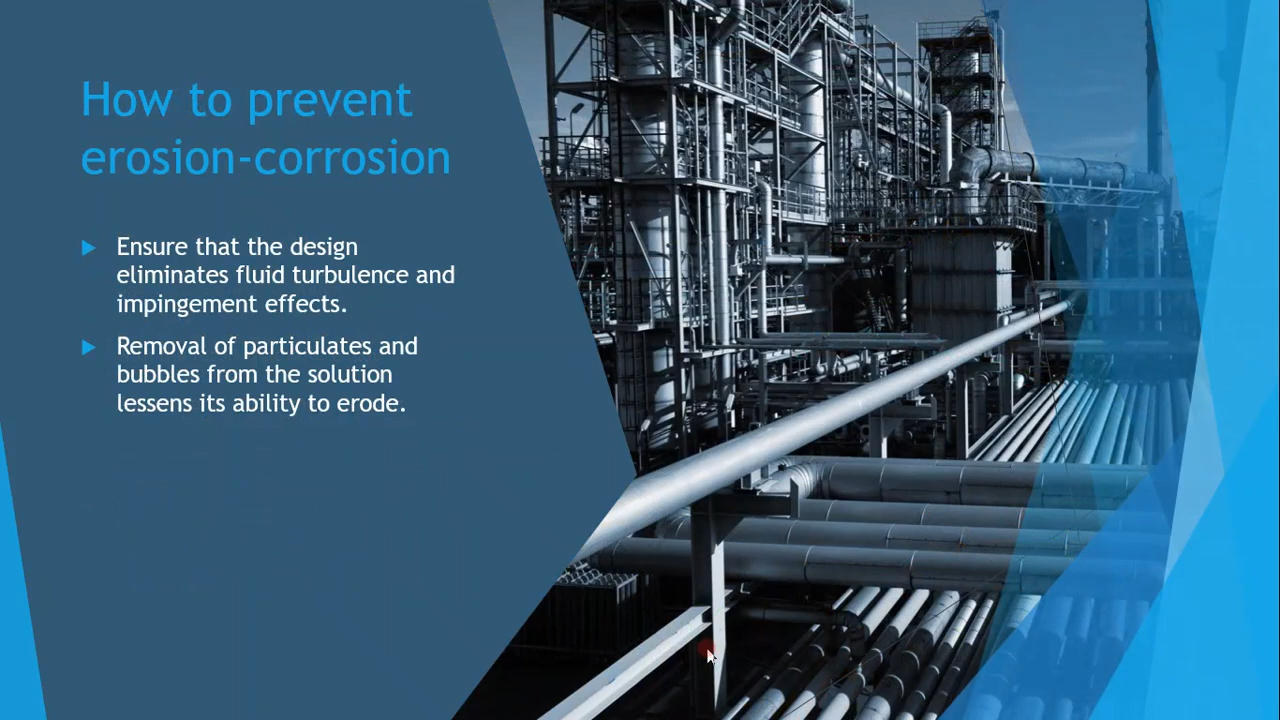 How to prevent
erosion-corrosion
Ensure that the design
eliminates fluid turbulence and
impingement effects.
Removal of particulates and
bubbles from the solution
lessens its ability to erode.